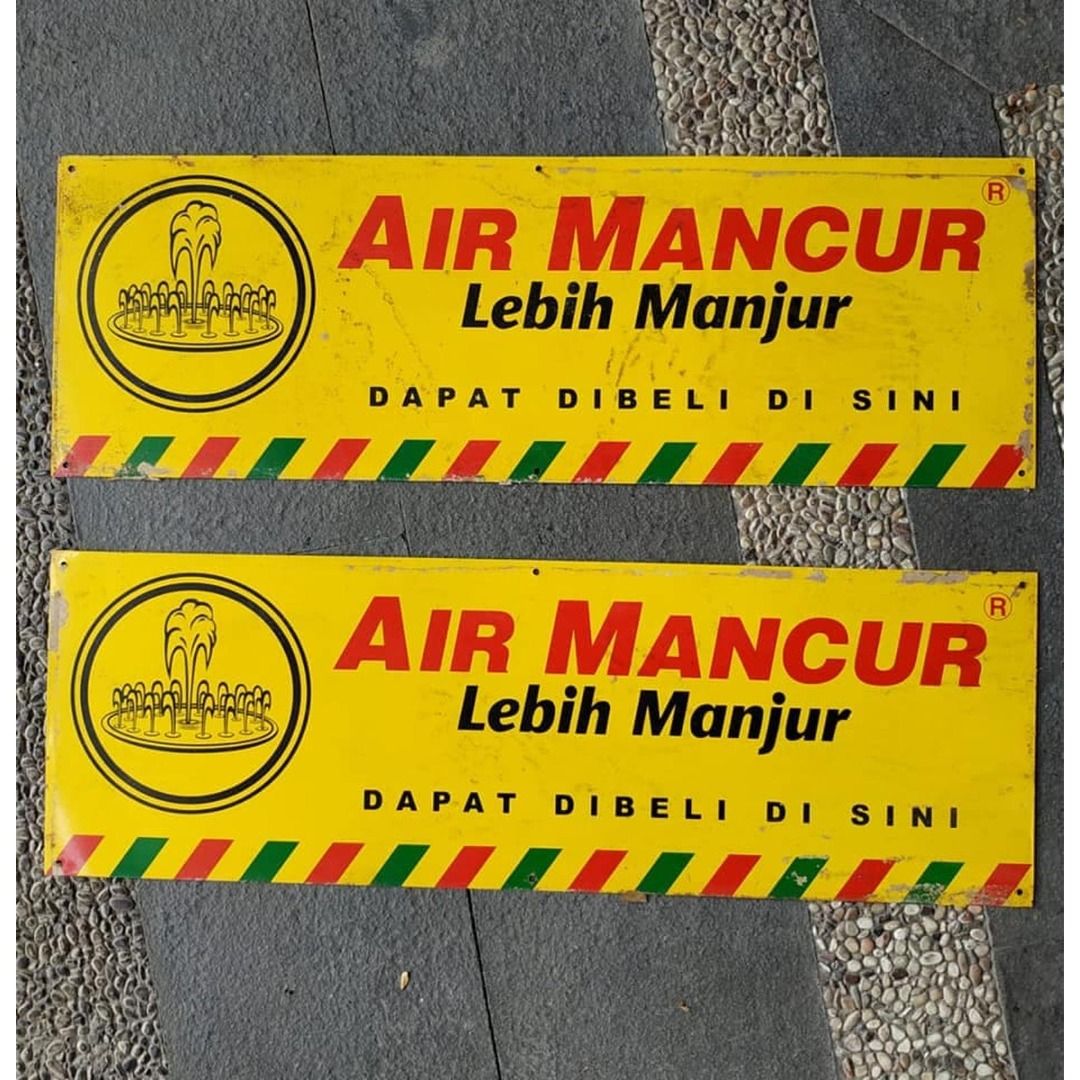 AIR MANCUR®
Lebih Manjur
DAPAT DIBELI DI SINI
AIR MANCUR®
Lebih Manjur
DAPAT DIBELI DI SINI